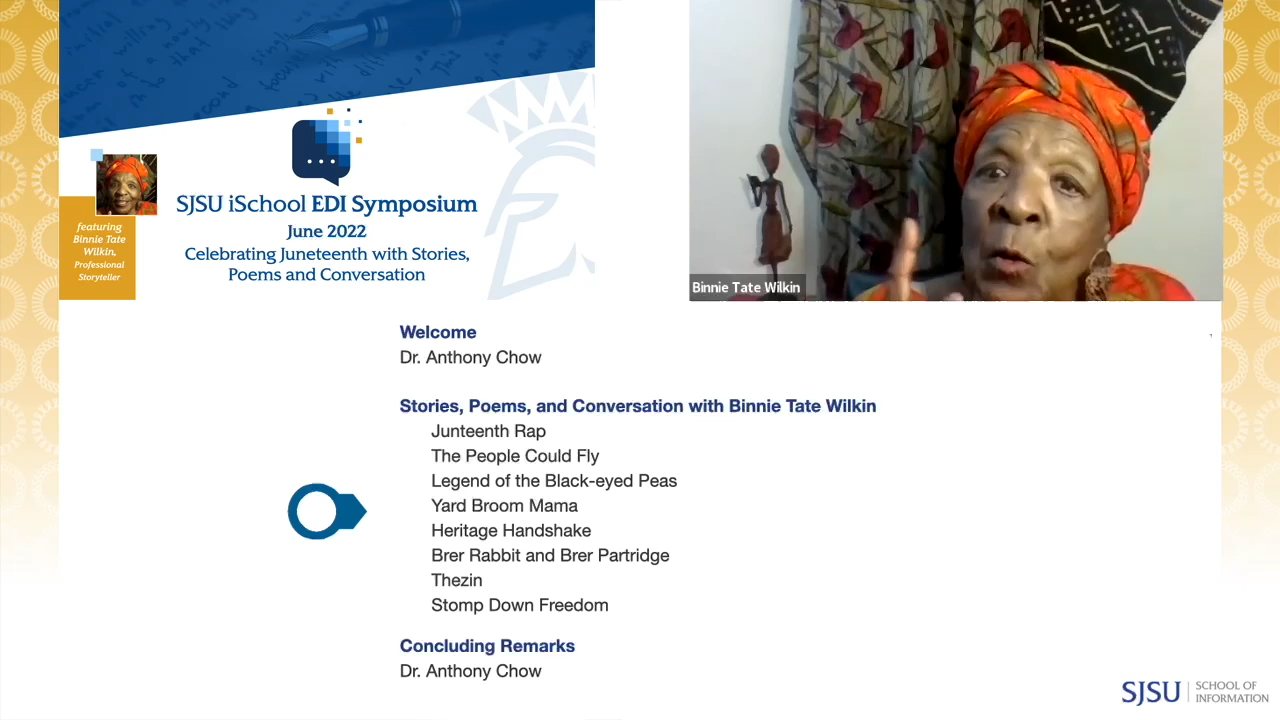 SJSU iSchool EDI Symposium
June 2022
Celebrating Juneteenth with Stories,
Poems and Conversation
featuring
Binnie Tate
Wilkin,
Professional
Storyteller
Binnie Tate Wilkin
Welcome
Dr. Anthony Chow
Stories, Poems, and Conversation with Binnie Tate Wilkin
Junteenth Rap
The People Could Fly
Legend of the Black-eyed Peas
Yard Broom Mama
Heritage Handshake
Brer Rabbit and Brer Partridge
Thezin
Stomp Down Freedom
Concluding Remarks
Dr. Anthony Chow
SJSU SCHOOL OF
INFORMATION